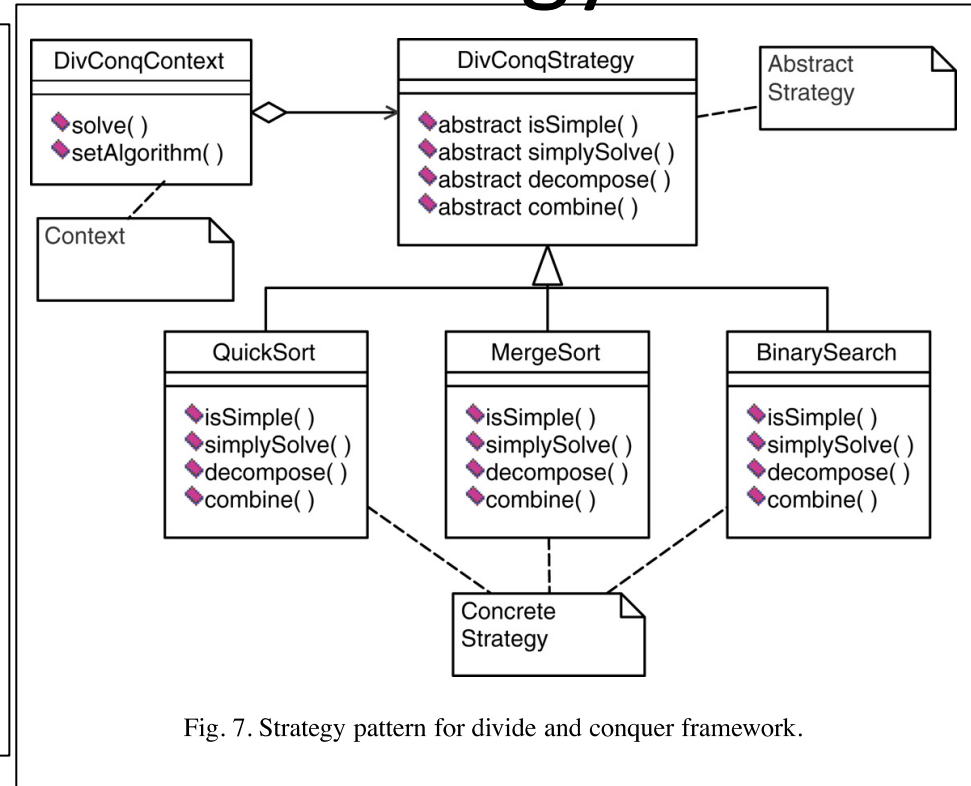 DivConqContext
solve( )
setAlgorithm( )
Context
DivConqStrategy
abstract isSimple( )
abstract simplySolve( )
abstract decompose( )
abstract combine( )
Abstract
Strategy
QuickSort
isSimple( )
simplySolve( )
decompose( )
combine( )
MergeSort
isSimple( )
simplySolve( )
decompose( )
combine( )
BinarySearch
isSimple( )
simplySolve( )
decompose( )
combine( )
Concrete
Strategy
Fig. 7. Strategy pattern for divide and conquer framework.